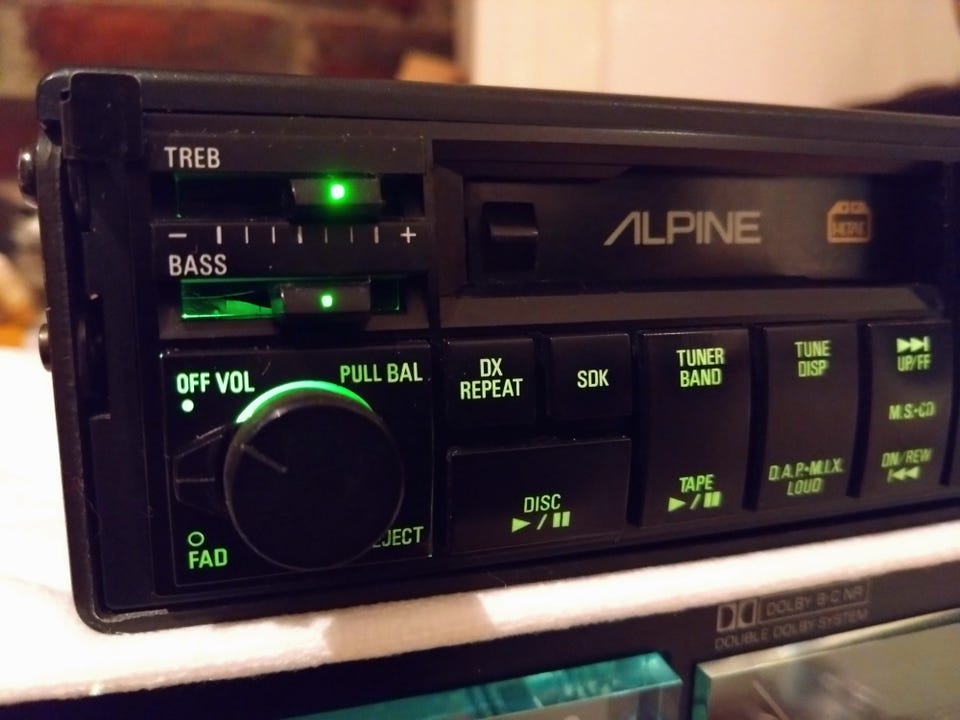 TREB
- +
BASS
ALPINE
OFF VOL
PULL BAL
FAD
EJECT
DX
REPEAT
SDK
TUNER
BAND
TUNE
DISP
UP/FF
M.S•CD
DISC
TAPE
D.A.P•M.I.X.
LOUD
DN/REW
DOLBY B·C NR
DOUBLE DOLBY SYSTEM